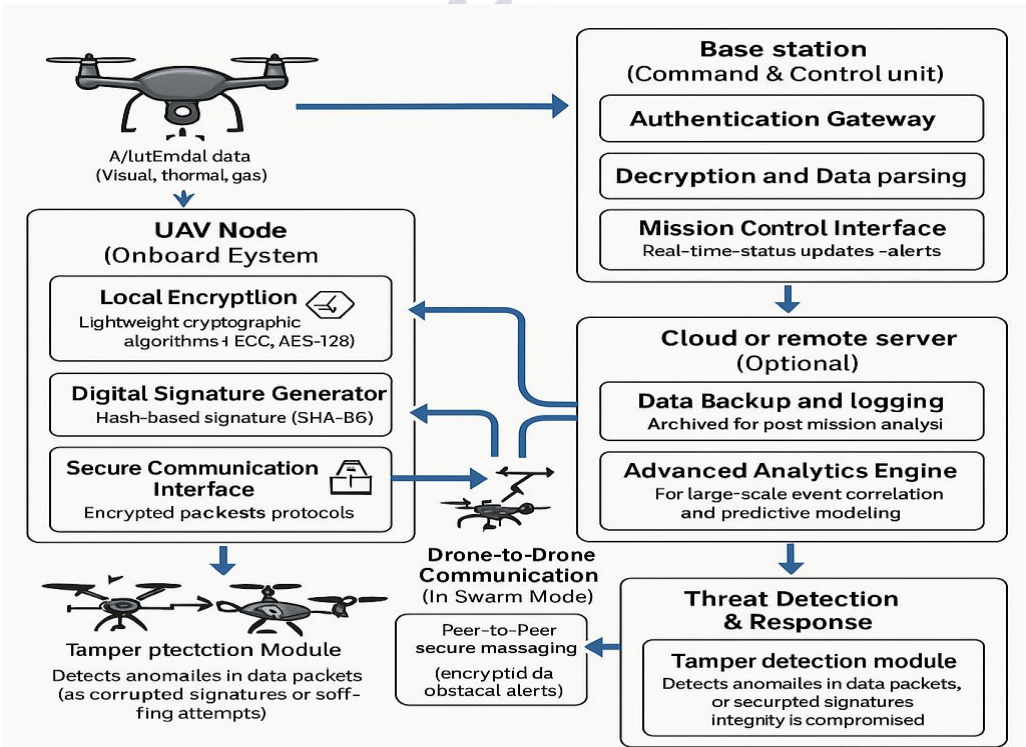 A/lutEmdal data
(Visual, thormal, gas)
UAV Node
(Onboard Eystem
Local Encryptlion
Lightweight cryptographic
algorithms ECC, AES-128)
Digital Signature Generator
Hash-based signature (SHA-B6)
Secure Communication
Interface
Encrypted packests protocols
Tamper ptectction Module
Detects anomailes in data packets
(as corrupted signatures or soff-
fing attempts)
Drone-to-Drone
Communication
(In Swarm Mode)
Peer-to-Peer
secure massaging
(encryptid da
obstacal alerts)
Base station
(Command & Control unit)
Authentication Gateway
Decryption and Data parsing
Mission Control Interface
Real-time-status updates -alerts
Cloud or remote server
(Optional)
Data Backup and logging
Archived for post mission analysi
Advanced Analytics Engine
For large-scale event correlation
and predictive modeling
Threat Detection
& Response
Tamper detection module
Detects anomailes in data packets,
or securpted signatures
integrity is compromised